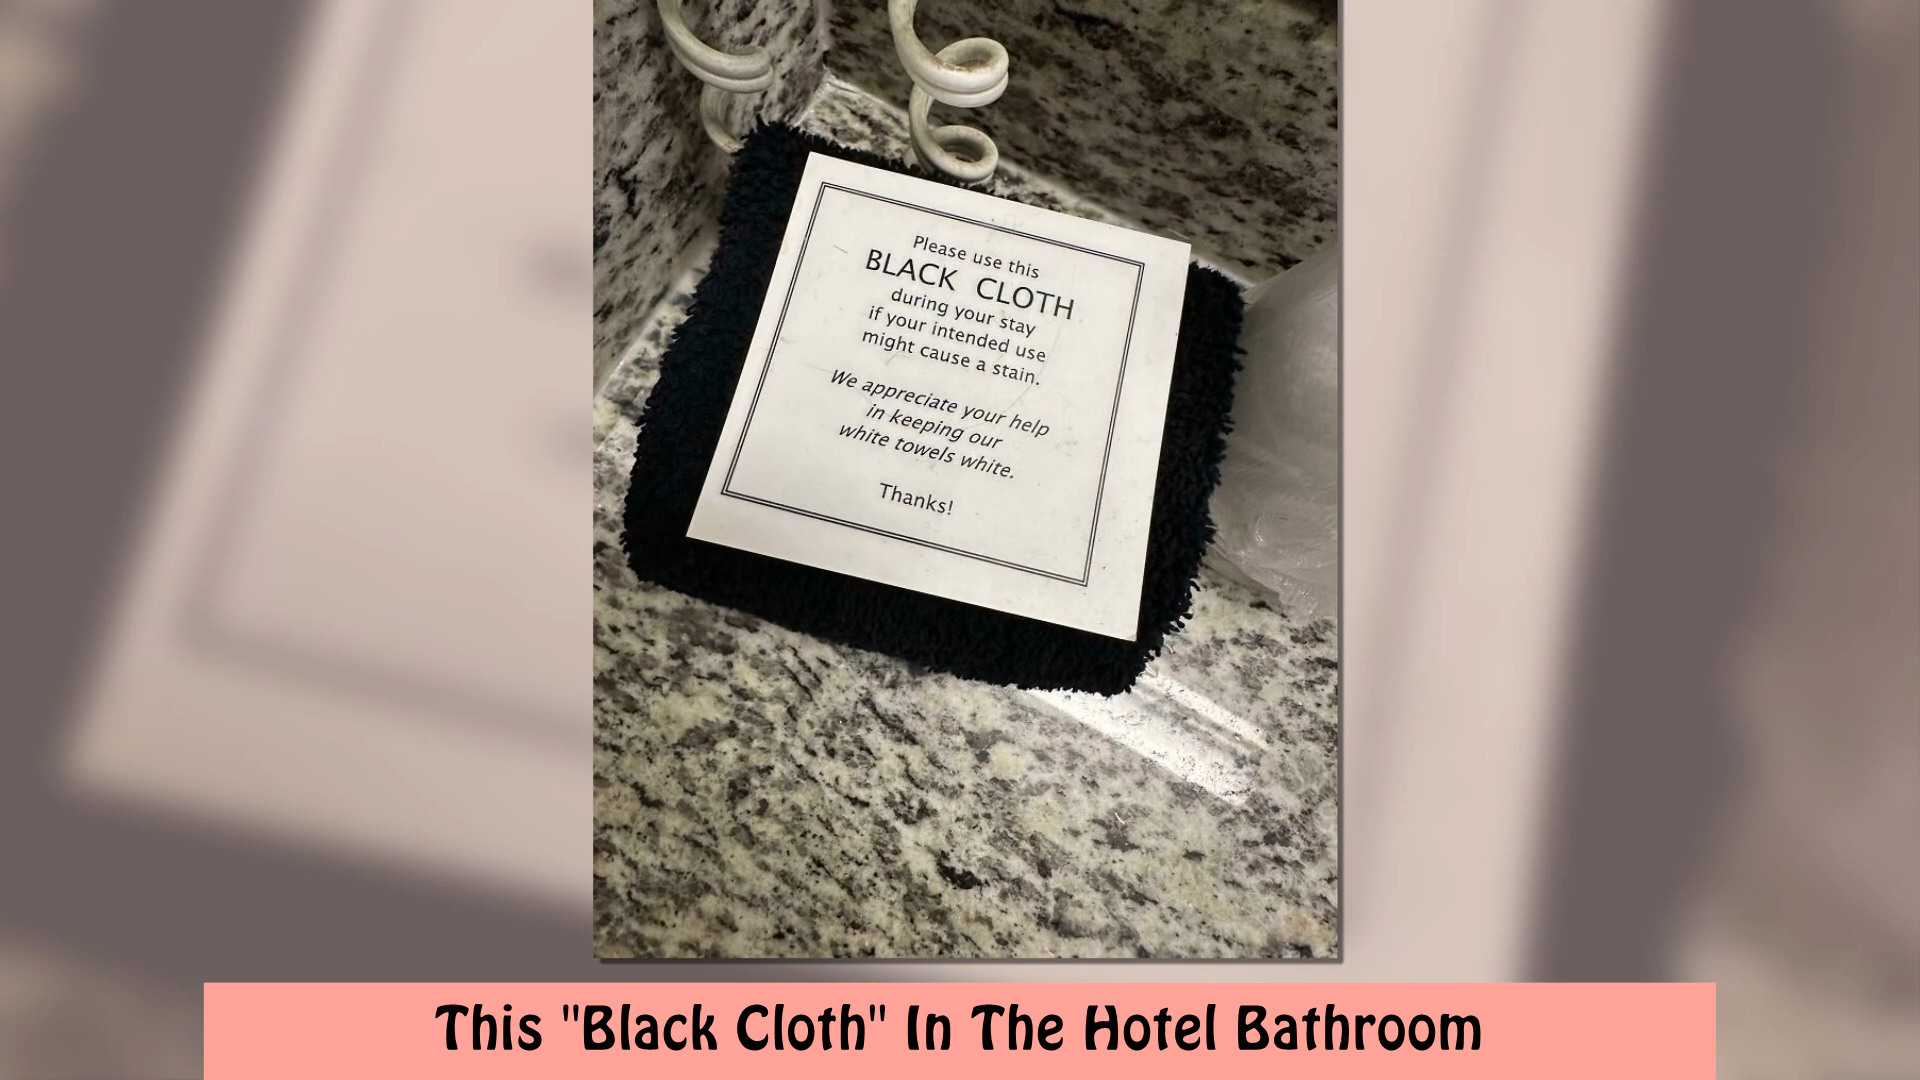 Please use this
BLACK CLOTH
during your stay
if your intended use
might cause a stain.
We appreciate your help
in keeping our
white towels white.
Thanks!
This "Black Cloth" In The Hotel Bathroom